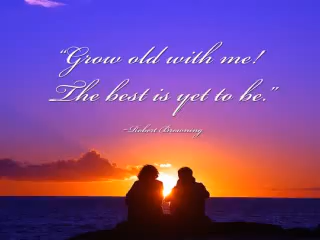 “Grow old with me!
The best is yet to be.”
~Robert Browning